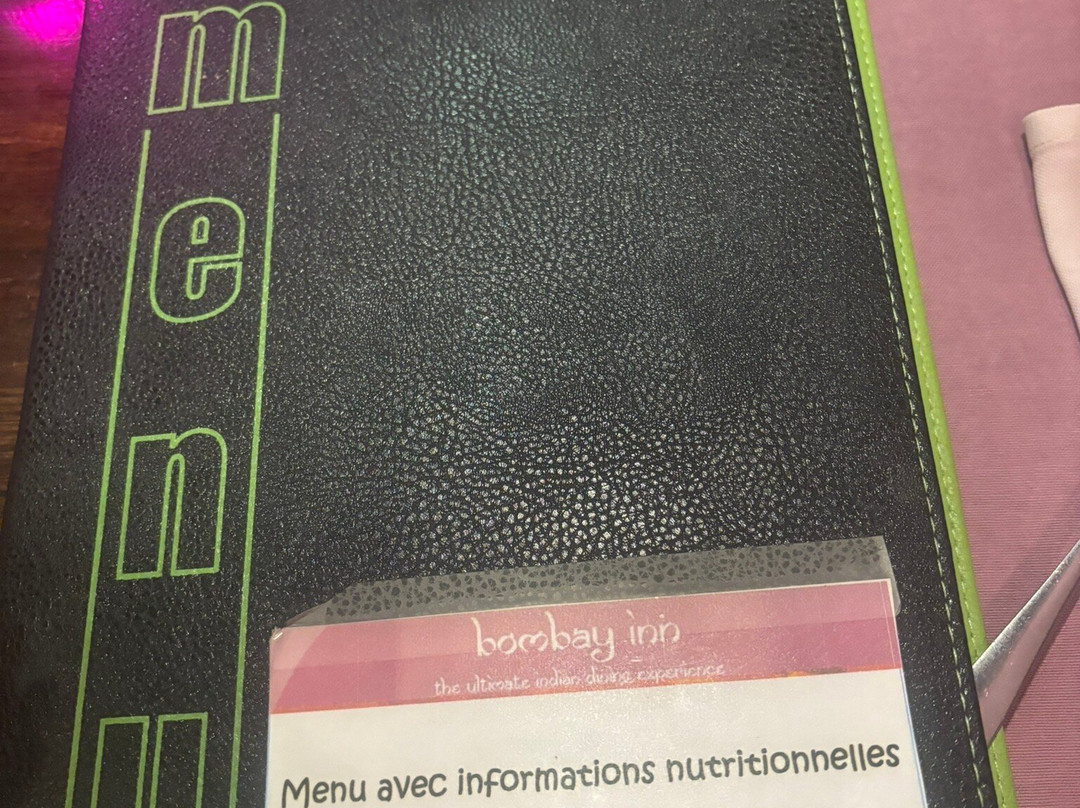 menu
bombay inn
the ultimate indian dining experience
Menu avec informations nutritionnelles